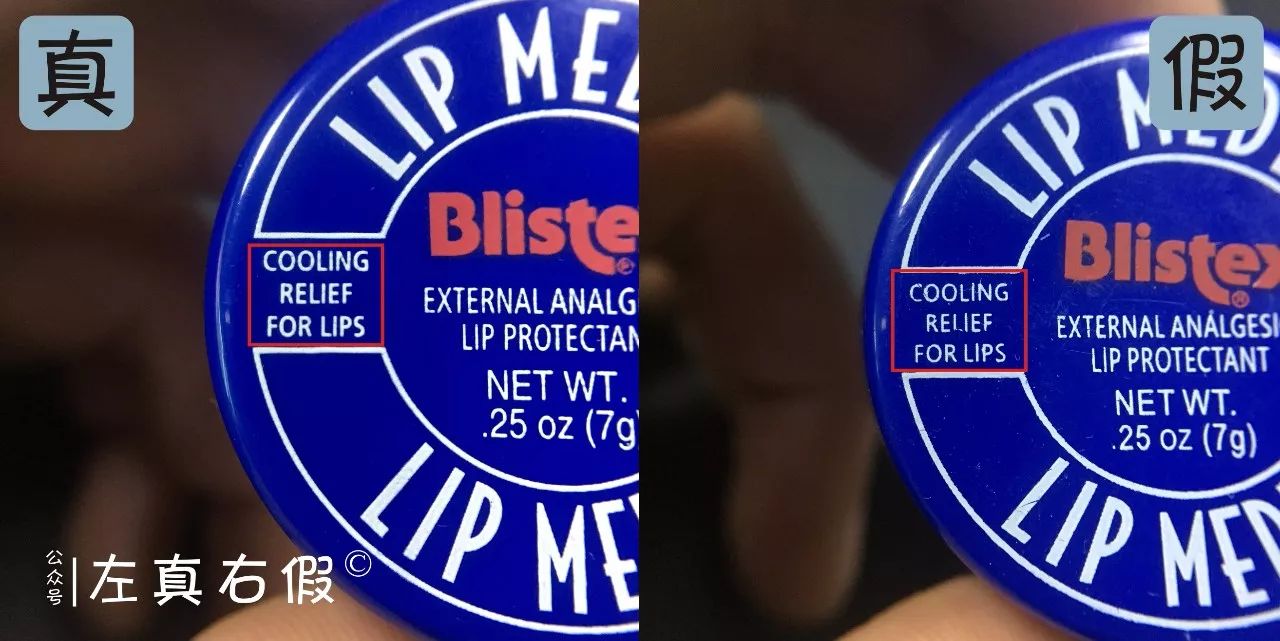 真
LIP MED
Bliste
®
COOLING
RELIEF
FOR LIPS
EXTERNAL ANALG
LIP PROTECTAN
NET WT.
.25 oz (7g)
LIP ME
公众号
左真右假©
假
LIP MED
Blistex
®
COOLING
RELIEF
FOR LIPS
EXTERNAL ANALGESI
LIP PROTECTANT
NET WT.
.25 oz (7g)
LIP MED